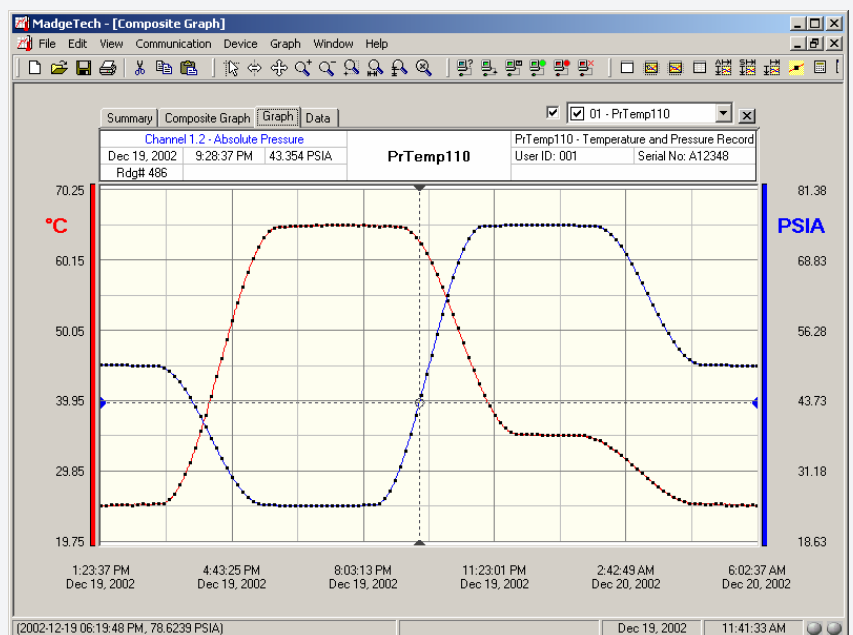 MadgeTech - [Composite Graph]
File Edit View Communication Device Graph Window Help
Summary Composite Graph Graph Data 01 - PrTemp110
Channel 1.2 - Absolute Pressure PrTemp110 - Temperature and Pressure Record
Dec 19, 2002 9:28:37 PM 43.354 PSIA PrTemp110 User ID: 001 Serial No: A12348
Rdg# 486
70.25 81.38
°C PSIA
60.15 68.83
50.05 56.28
39.95 43.73
29.85 31.18
19.75 18.63
1:23:37 PM 4:43:25 PM 8:03:13 PM 11:23:01 PM 2:42:49 AM 6:02:37 AM
Dec 19, 2002 Dec 19, 2002 Dec 19, 2002 Dec 19, 2002 Dec 20, 2002 Dec 20, 2002
(2002-12-19 06:19:48 PM, 78.6239 PSIA) Dec 19, 2002 11:41:33 AM